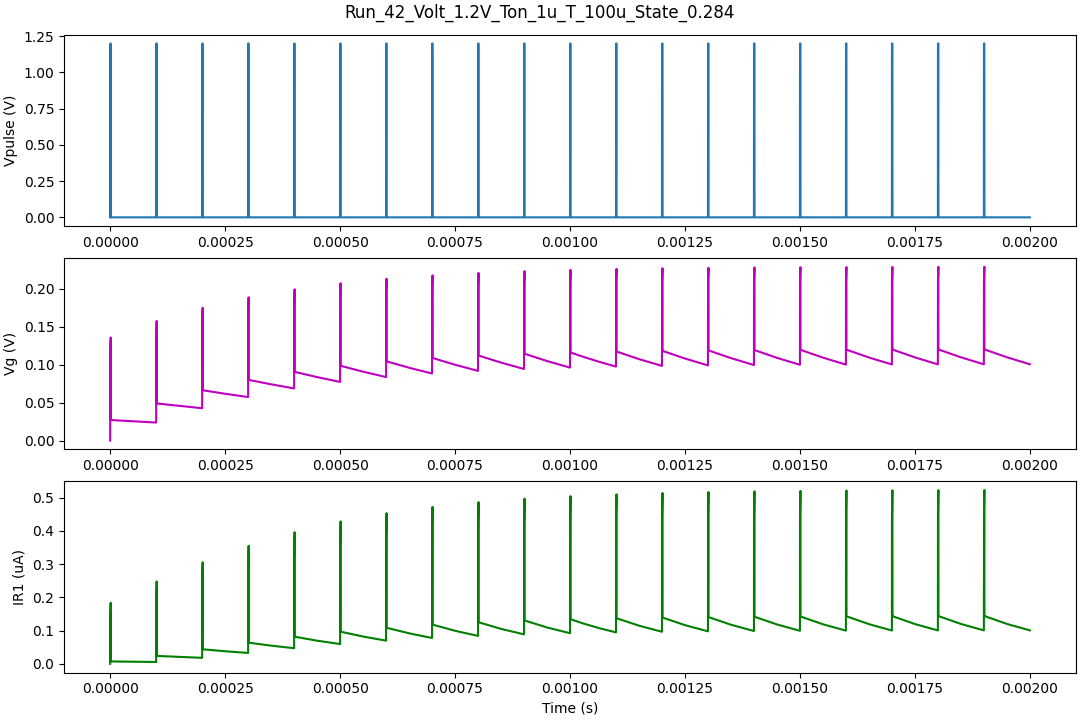 Run_42_Volt_1.2V_Ton_1u_T_100u_State_0.284
1.25
1.00
0.75
0.50
0.25
0.00
Vpulse (V)
0.00000 0.00025 0.00050 0.00075 0.00100 0.00125 0.00150 0.00175 0.00200
0.20
0.15
0.10
0.05
0.00
Vg (V)
0.00000 0.00025 0.00050 0.00075 0.00100 0.00125 0.00150 0.00175 0.00200
0.5
0.4
0.3
0.2
0.1
0.0
IR1 (uA)
0.00000 0.00025 0.00050 0.00075 0.00100 0.00125 0.00150 0.00175 0.00200
Time (s)